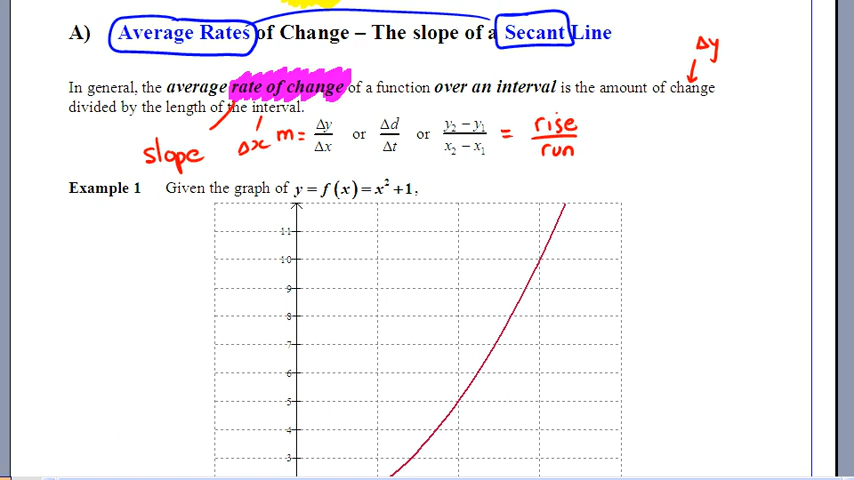 A) Average Rates of Change – The slope of a Secant Line
Δy
In general, the average rate of change of a function over an interval is the amount of change
divided by the length of the interval.
slope Δx m = Δy/Δx or Δd/Δt or y₂ − y₁/x₂ − x₁ = rise/run
Example 1 Given the graph of y = f(x) = x² + 1,
11
10
9
8
7
6
5
4
3